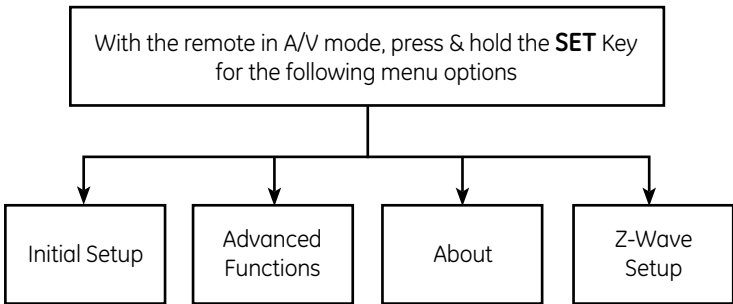 With the remote in A/V mode, press & hold the SET Key
for the following menu options
Initial Setup
Advanced
Functions
About
Z-Wave
Setup